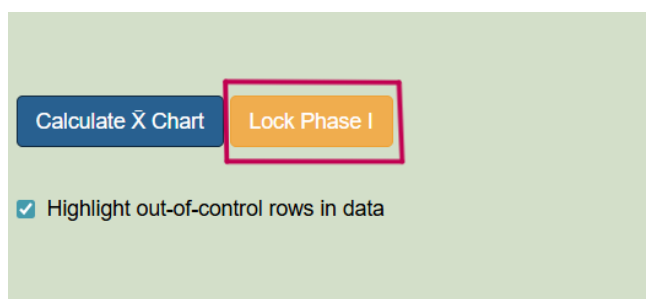 Calculate X̄ Chart Lock Phase I
Highlight out-of-control rows in data